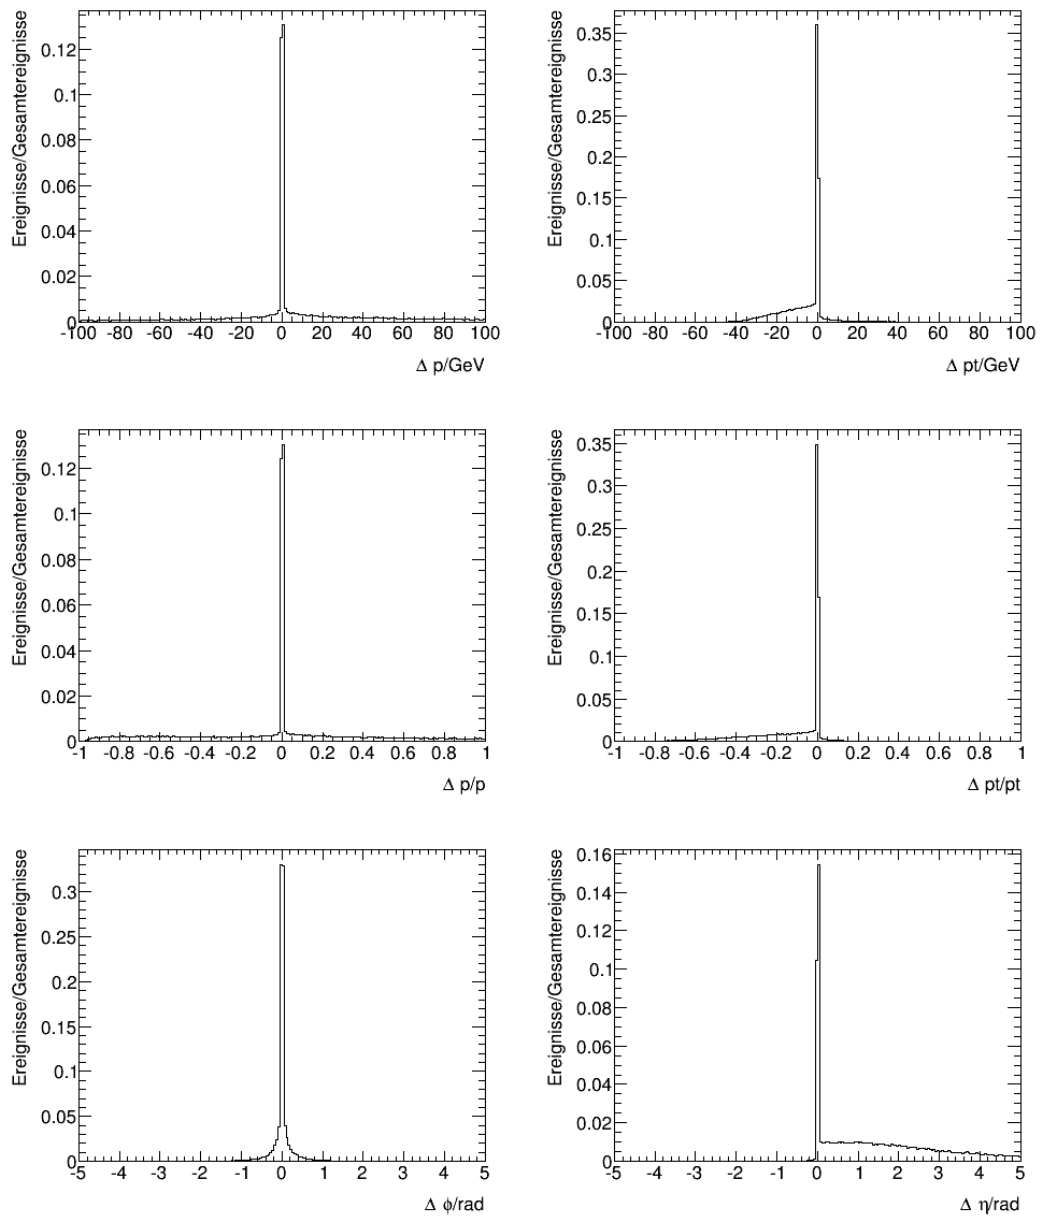 Ereignisse/Gesamtereignisse
0.12
0.1
0.08
0.06
0.04
0.02
0
-100 -80 -60 -40 -20 0 20 40 60 80 100
Δ p/GeV
Ereignisse/Gesamtereignisse
0.35
0.3
0.25
0.2
0.15
0.1
0.05
0
-100 -80 -60 -40 -20 0 20 40 60 80 100
Δ pt/GeV
Ereignisse/Gesamtereignisse
0.12
0.1
0.08
0.06
0.04
0.02
0
-1 -0.8 -0.6 -0.4 -0.2 0 0.2 0.4 0.6 0.8 1
Δ p/p
Ereignisse/Gesamtereignisse
0.35
0.3
0.25
0.2
0.15
0.1
0.05
0
-1 -0.8 -0.6 -0.4 -0.2 0 0.2 0.4 0.6 0.8 1
Δ pt/pt
Ereignisse/Gesamtereignisse
0.3
0.25
0.2
0.15
0.1
0.05
0
-5 -4 -3 -2 -1 0 1 2 3 4 5
Δ ϕ/rad
Ereignisse/Gesamtereignisse
0.16
0.14
0.12
0.1
0.08
0.06
0.04
0.02
0
-5 -4 -3 -2 -1 0 1 2 3 4 5
Δ η/rad